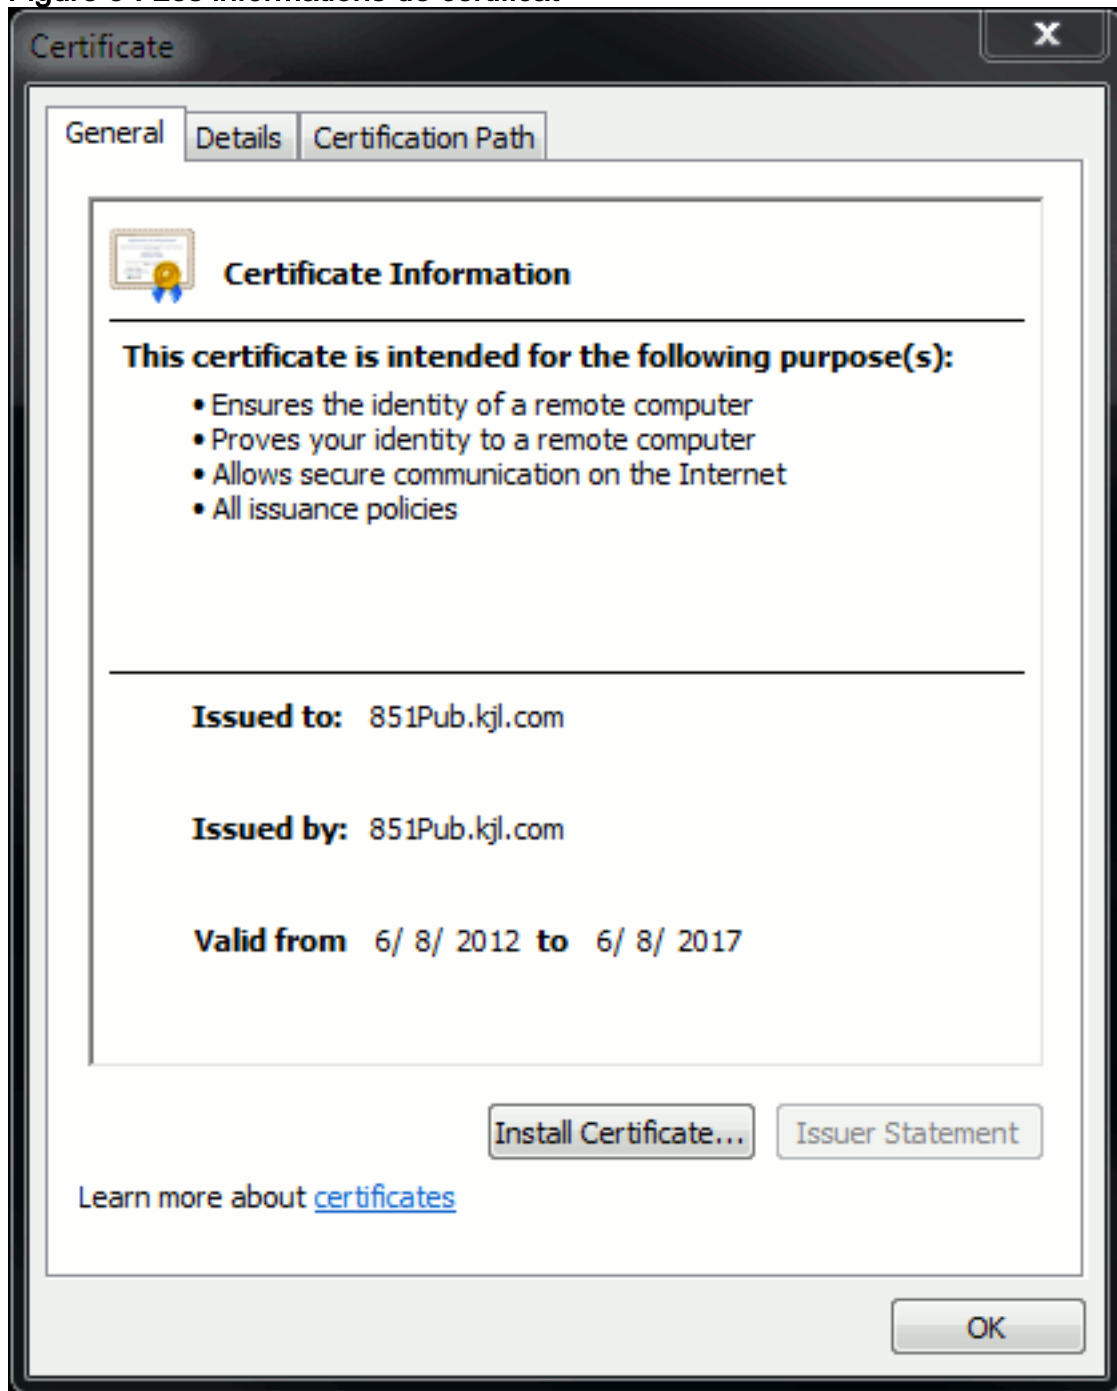 Certificate
General
Details
Certification Path
Certificate Information
This certificate is intended for the following purpose(s):
• Ensures the identity of a remote computer
• Proves your identity to a remote computer
• Allows secure communication on the Internet
• All issuance policies
Issued to: 851Pub.kjl.com
Issued by: 851Pub.kjl.com
Valid from 6/ 8/ 2012 to 6/ 8/ 2017
Install Certificate...
Issuer Statement
Learn more about certificates
OK